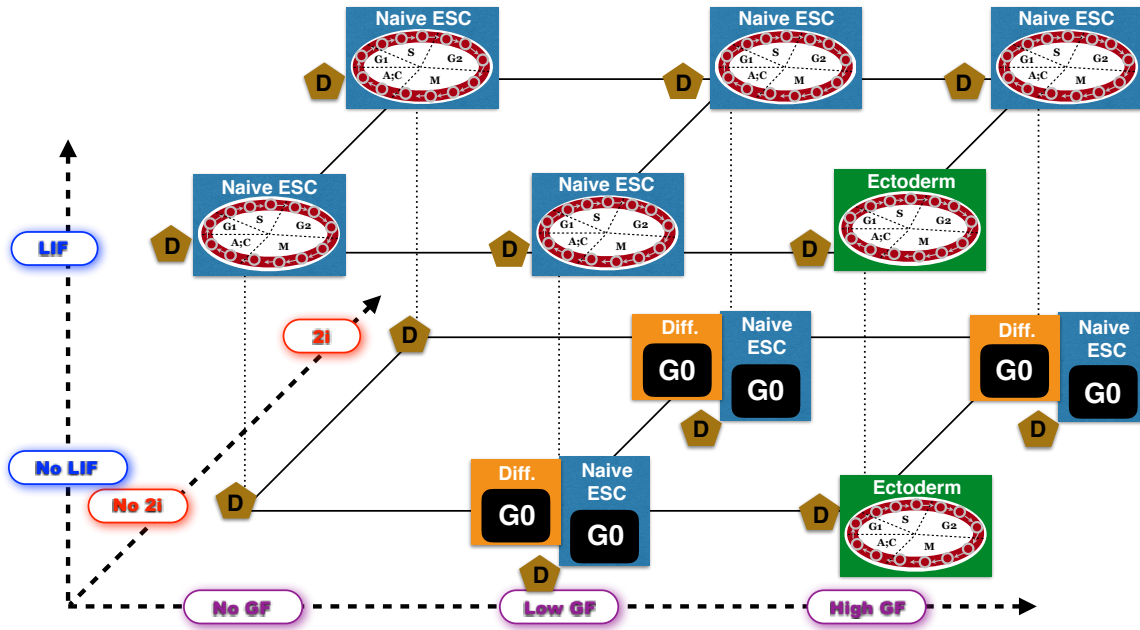 Naive ESC
Naive ESC
Naive ESC
S
G1
G2
A;C
M
S
G1
G2
A;C
M
S
G1
G2
A;C
M
D
D
D
Naive ESC
Naive ESC
Ectoderm
S
G1
G2
A;C
M
S
G1
G2
A;C
M
S
G1
G2
A;C
M
D
D
D
LIF
2i
D
Diff.
G0
Naive
ESC
G0
D
Diff.
G0
Naive
ESC
G0
D
No LIF
No 2i
D
Diff.
G0
Naive
ESC
G0
D
D
Ectoderm
S
G1
G2
A;C
M
No GF
Low GF
High GF